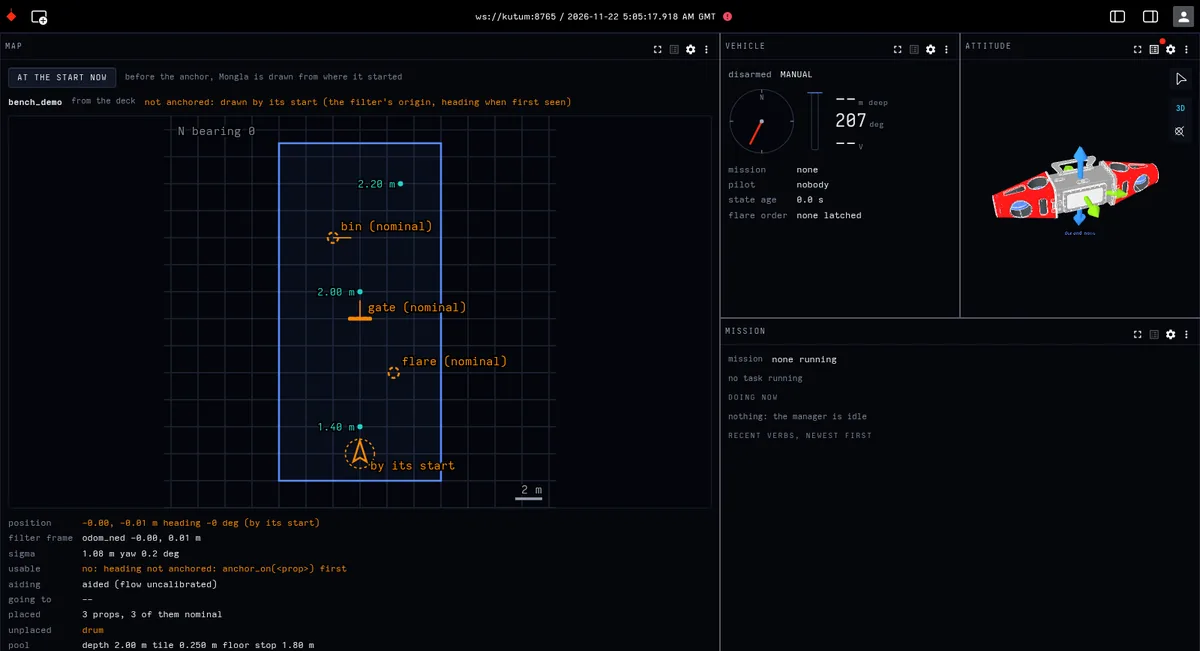 ws://kutum:8765 / 2026-11-22 5:05:17.918 AM GMT
MAP
AT THE START NOW before the anchor, Mongla is drawn from where it started
bench_demo from the deck not anchored: drawn by its start (the filter's origin, heading when first seen)
N bearing 0
2.20 m
bin (nominal)
2.00 m
gate (nominal)
flare (nominal)
1.40 m
by its start
2 m
position -0.00, -0.01 m heading -0 deg (by its start)
filter frame odom_ned -0.00, 0.01 m
sigma 1.08 m yaw 0.2 deg
usable no: heading not anchored: anchor_on(<prop>) first
aiding aided (flow uncalibrated)
going to --
placed 3 props, 3 of them nominal
unplaced drum
pool depth 2.00 m tile 0.250 m floor stop 1.80 m
VEHICLE
disarmed MANUAL
N
-- m deep
207 deg
-- V
mission none
pilot nobody
state age 0.0 s
flare order none latched
ATTITUDE
3D
MISSION
mission none running
no task running
DOING NOW
nothing: the manager is idle
RECENT VERBS, NEWEST FIRST